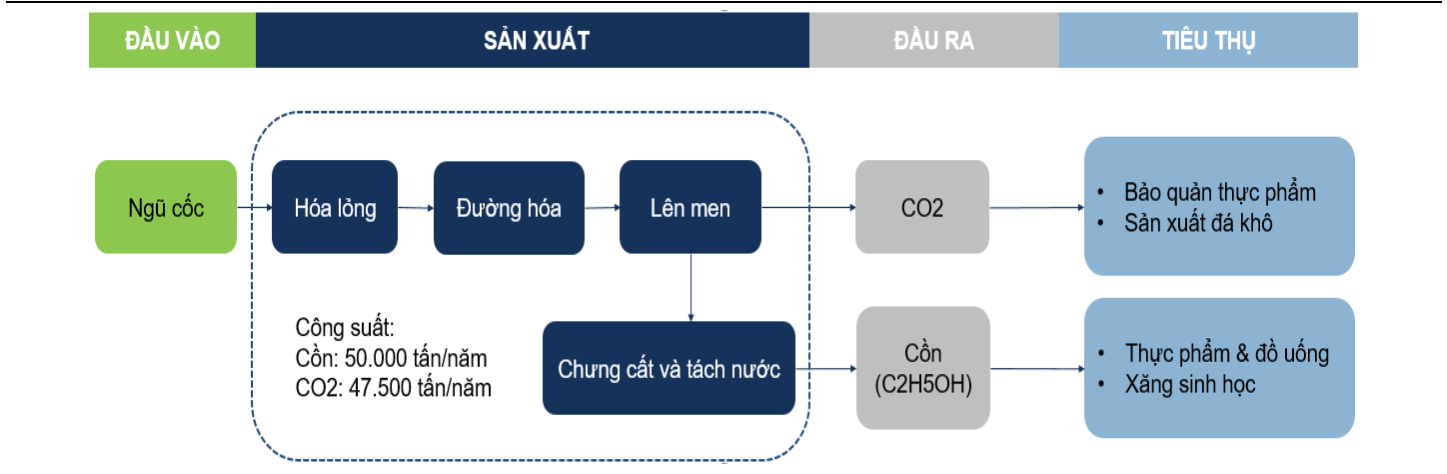 ĐẦU VÀO
SẢN XUẤT
ĐẦU RA
TIÊU THỤ
Ngũ cốc
Hóa lỏng
Đường hóa
Lên men
CO2
• Bảo quản thực phẩm
• Sản xuất đá khô
Công suất:
Cồn: 50.000 tấn/năm
CO2: 47.500 tấn/năm
Chưng cất và tách nước
Cồn
(C2H5OH)
• Thực phẩm & đồ uống
• Xăng sinh học